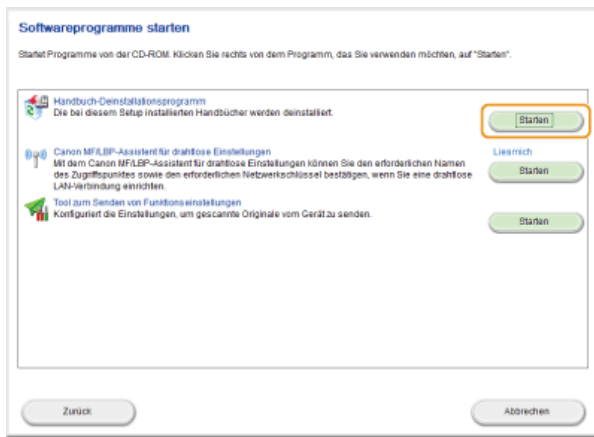 Softwareprogramme starten
Startet Programme von der CD-ROM. Klicken Sie rechts von dem Programm, das Sie verwenden möchten, auf "Starten".
Handbuch-Deinstallationsprogramm
Die bei diesem Setup installierten Handbücher werden deinstalliert.
Starten
Canon MF/LBP-Assistent für drahtlose Einstellungen
Liesmich
Mit dem Canon MF/LBP-Assistent für drahtlose Einstellungen können Sie den erforderlichen Namen
des Zugriffspunktes sowie den erforderlichen Netzwerkschlüssel bestätigen, wenn Sie eine drahtlose
LAN-Verbindung einrichten.
Starten
Tool zum Senden von Funktionseinstellungen
Konfiguriert die Einstellungen, um gescannte Originale vom Gerät zu senden.
Starten
Zurück
Abbrechen